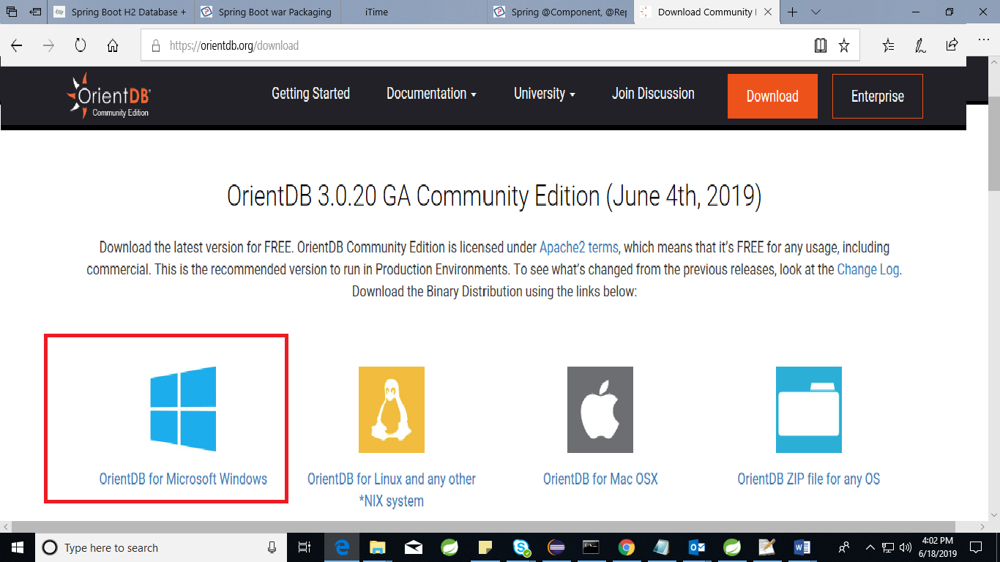 Spring Boot H2 Database +
Spring Boot war Packaging
iTime
Spring @Component, @Rep
Download Community I
https://orientdb.org/download
OrientDB
Community Edition
Getting Started
Documentation
University
Join Discussion
Download
Enterprise
OrientDB 3.0.20 GA Community Edition (June 4th, 2019)
Download the latest version for FREE. OrientDB Community Edition is licensed under Apache2 terms, which means that it's FREE for any usage, including
commercial. This is the recommended version to run in Production Environments. To see what's changed from the previous releases, look at the Change Log.
Download the Binary Distribution using the links below:
OrientDB for Microsoft Windows
OrientDB for Linux and any other
*NIX system
OrientDB for Mac OSX
OrientDB ZIP file for any OS
Type here to search
4:02 PM
6/18/2019